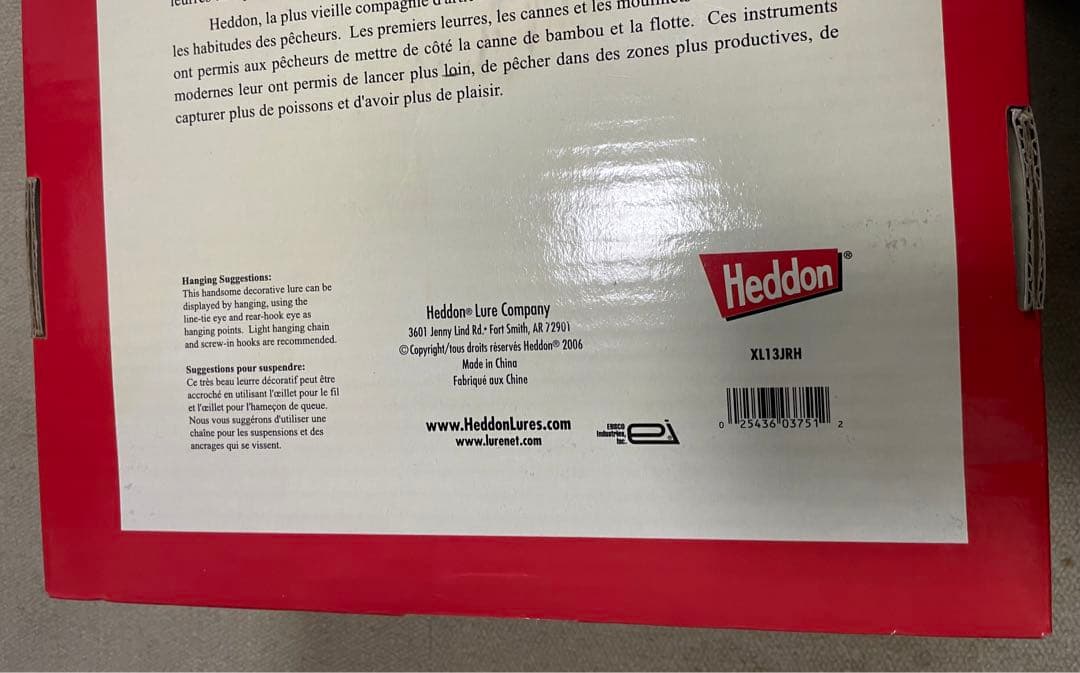 Heddon, la plus vieille compagnie
les habitudes des pêcheurs. Les premiers leurres, les cannes et les
ont permis aux pêcheurs de mettre de côté la canne de bambou et la flotte. Ces instruments
modernes leur ont permis de lancer plus loin, de pêcher dans des zones plus productives, de
capturer plus de poissons et d'avoir plus de plaisir.
Hanging Suggestions:
This handsome decorative lure can be
displayed by hanging, using the
line-tie eye and rear-hook eye as
hanging points. Light hanging chain
and screw-in hooks are recommended.
Suggestions pour suspendre:
Ce très beau leurre décoratif peut être
accroché en utilisant l'œillet pour le fil
et l'œillet pour l'hameçon de queue.
Nous vous suggérons d'utiliser une
chaîne pour les suspensions et des
ancrages qui se vissent.
Heddon® Lure Company
3601 Jenny Lind Rd.• Fort Smith, AR 72901
©Copyright/tous droits réservés Heddon® 2006
Made in China
Fabriqué aux Chine
www.HeddonLures.com
www.lurenet.com
EBSCO
Industries,
Inc.
ei
Heddon®
XL13JRH
0 25436 03751 2